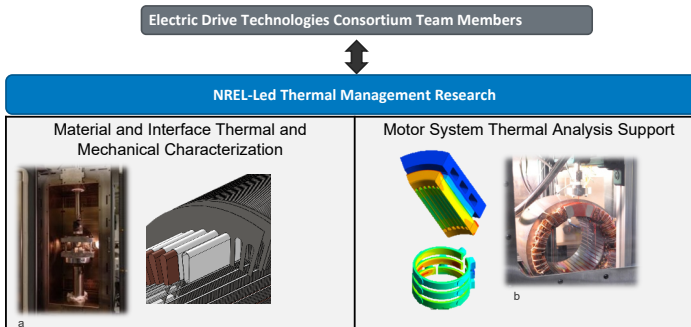 Electric Drive Technologies Consortium Team Members
NREL-Led Thermal Management Research
Material and Interface Thermal and
Mechanical Characterization
Motor System Thermal Analysis Support
a
b